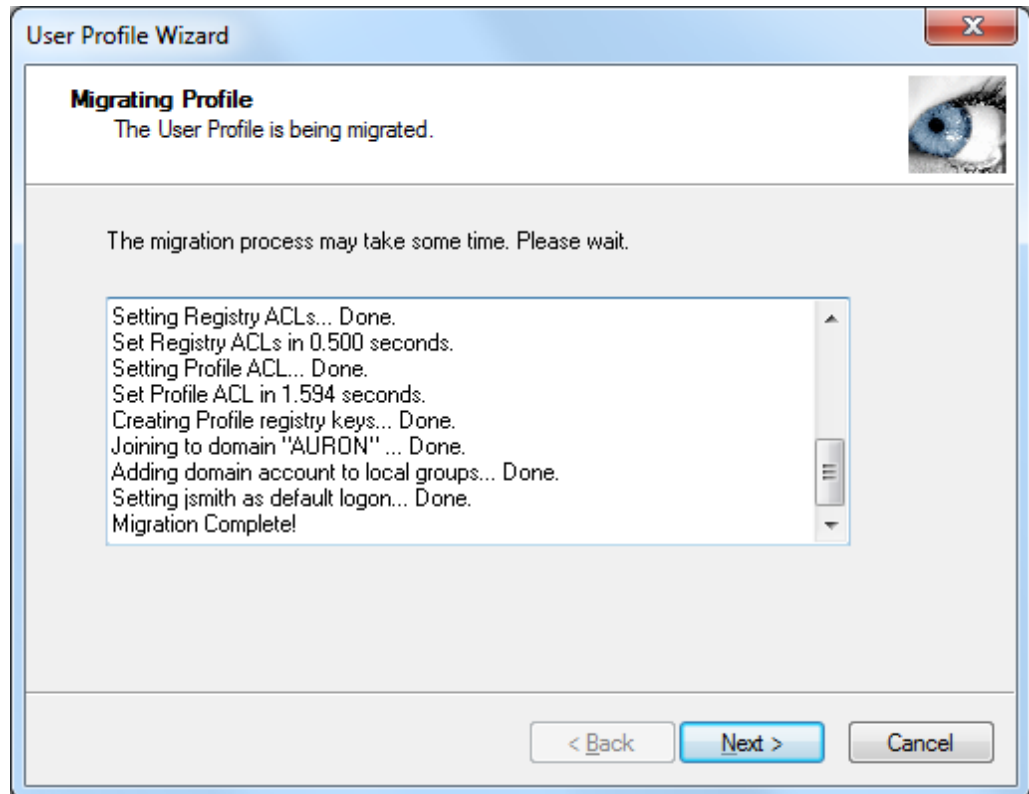 User Profile Wizard
Migrating Profile
The User Profile is being migrated.
The migration process may take some time. Please wait.
Setting Registry ACLs... Done.
Set Registry ACLs in 0.500 seconds.
Setting Profile ACL... Done.
Set Profile ACL in 1.594 seconds.
Creating Profile registry keys... Done.
Joining to domain "AURON" ... Done.
Adding domain account to local groups... Done.
Setting jsmith as default logon... Done.
Migration Complete!
< Back Next > Cancel